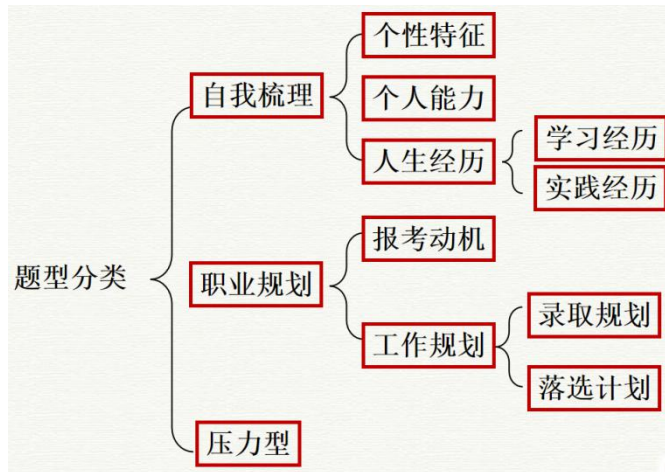 题型分类
自我梳理
个性特征
个人能力
人生经历
学习经历
实践经历
职业规划
报考动机
工作规划
录取规划
落选计划
压力型